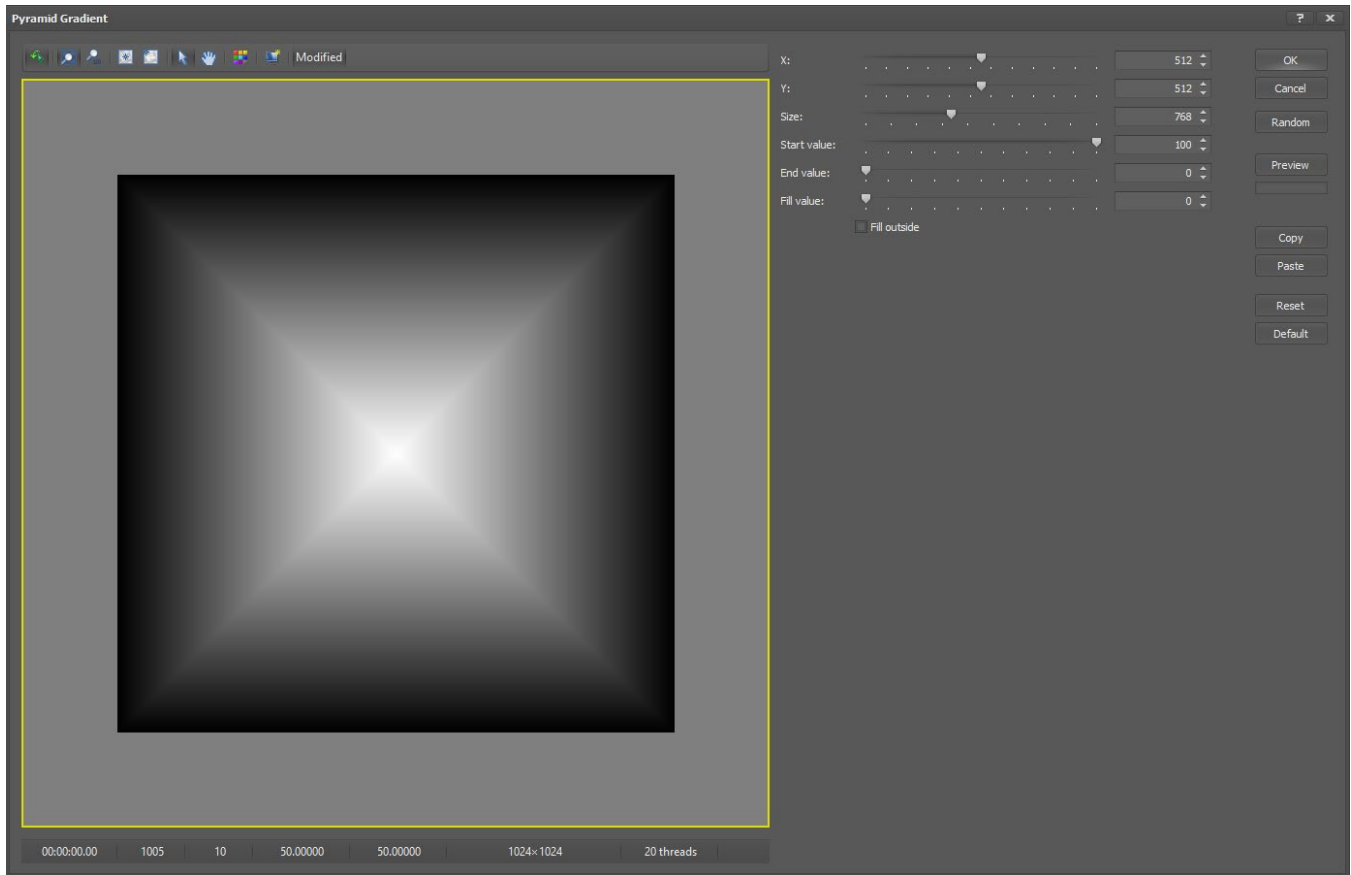 Pyramid Gradient
? x
Modified
X: 512
OK
Y: 512
Cancel
Size: 768
Random
Start value: 100
End value: 0
Preview
Fill value: 0
Fill outside
Copy
Paste
Reset
Default
00:00:00.00 1005 10 50.00000 50.00000 1024×1024 20 threads